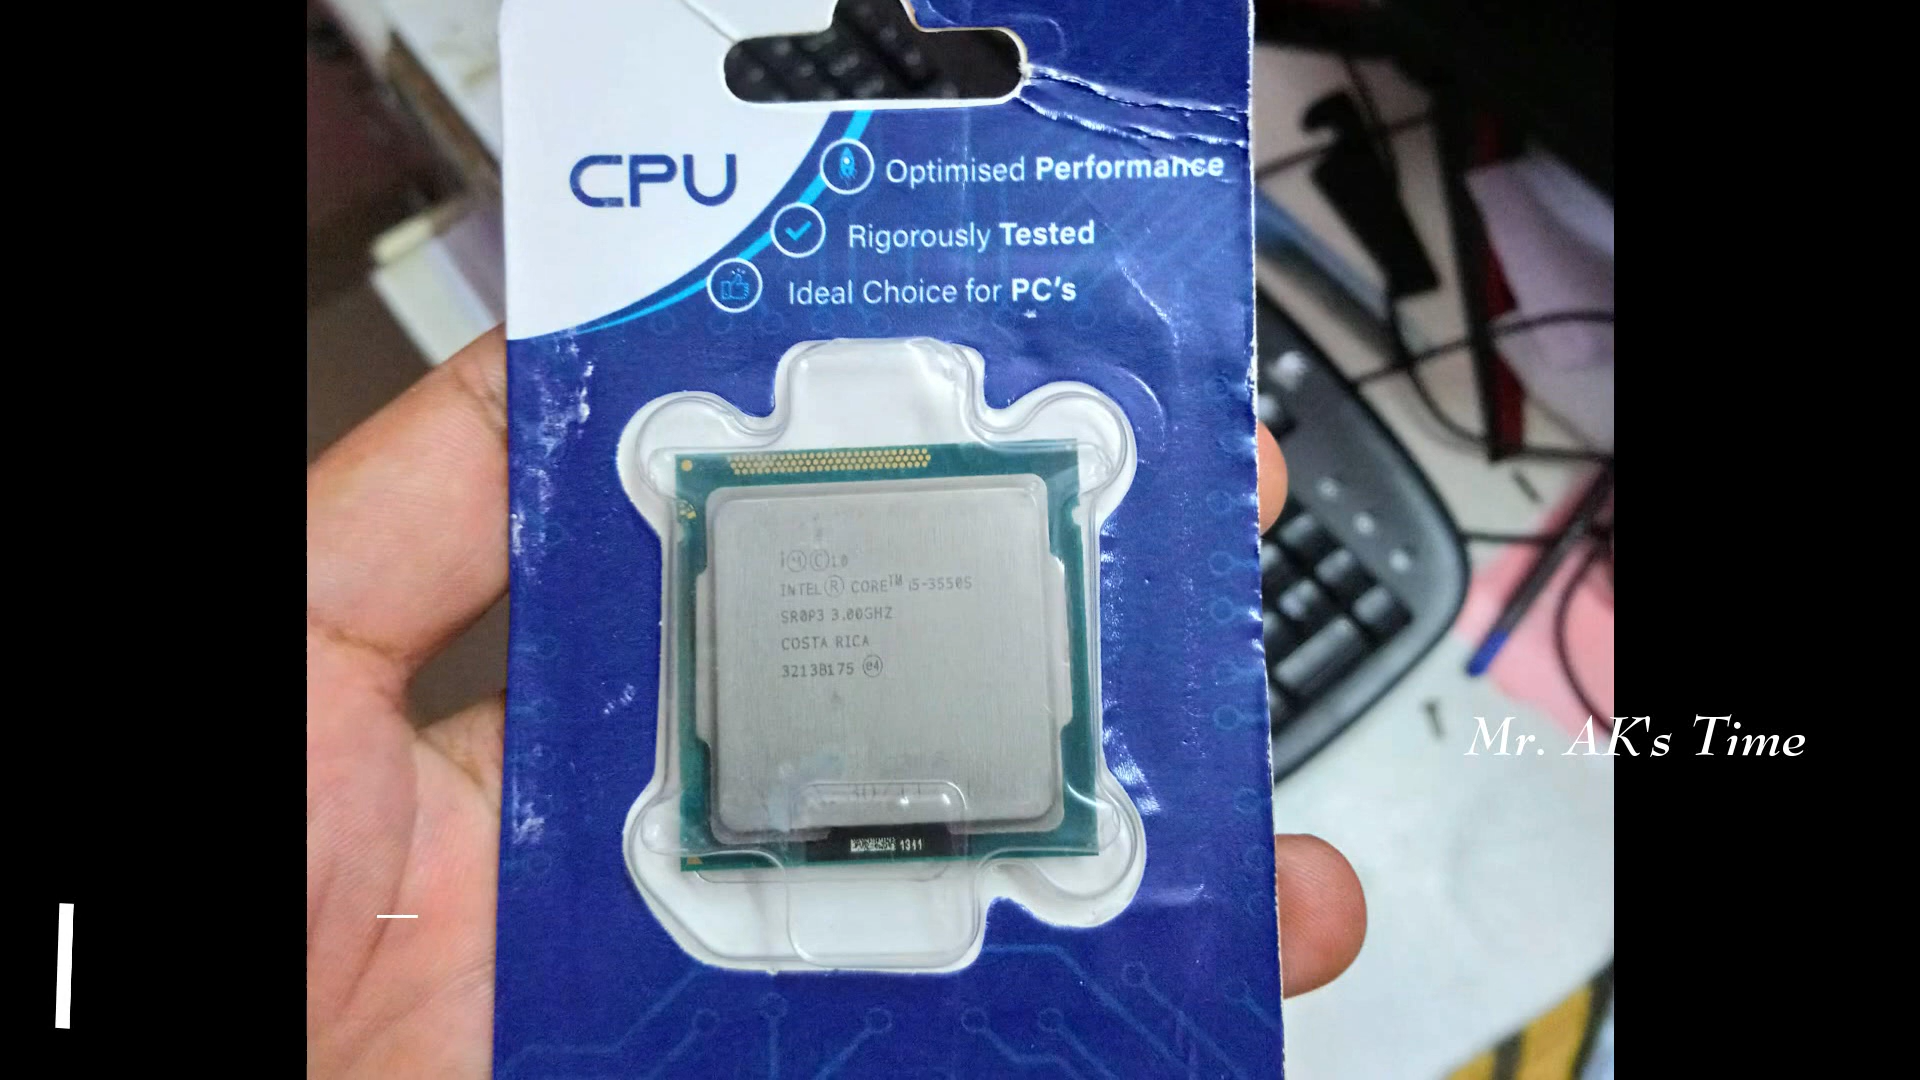 CPU
Optimised Performance
Rigorously Tested
Ideal Choice for PC's
i Ⓜ Ⓒ10
INTEL® CORE™ i5-3550S
SR0P3 3.00GHZ
COSTA RICA
3213B175 e4
1311
Mr. AK's Time